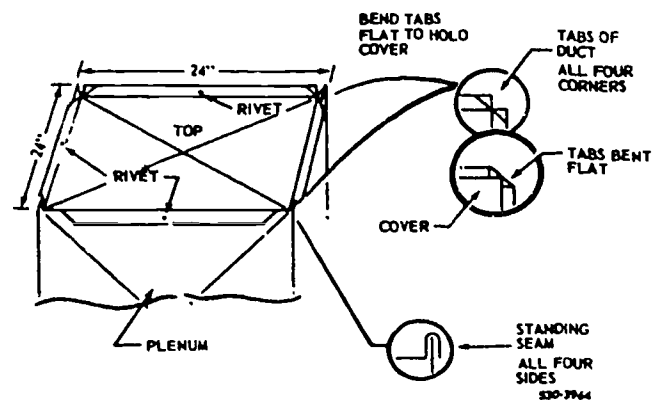 BEND TABS
FLAT TO HOLO
COVER
TABS OF
DUCT
ALL FOUR
CORNERS
24"
RIVET
TOP
24"
RIVET
TABS BENT
FLAT
COVER
PLENUM
STANDING
SEAM
ALL FOUR
SIDES
S30-3964